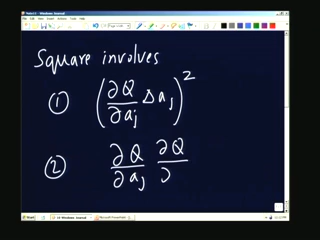 Square involves
① (∂Q/∂aⱼ Δaⱼ)²
② ∂Q/∂aⱼ ∂Q/∂